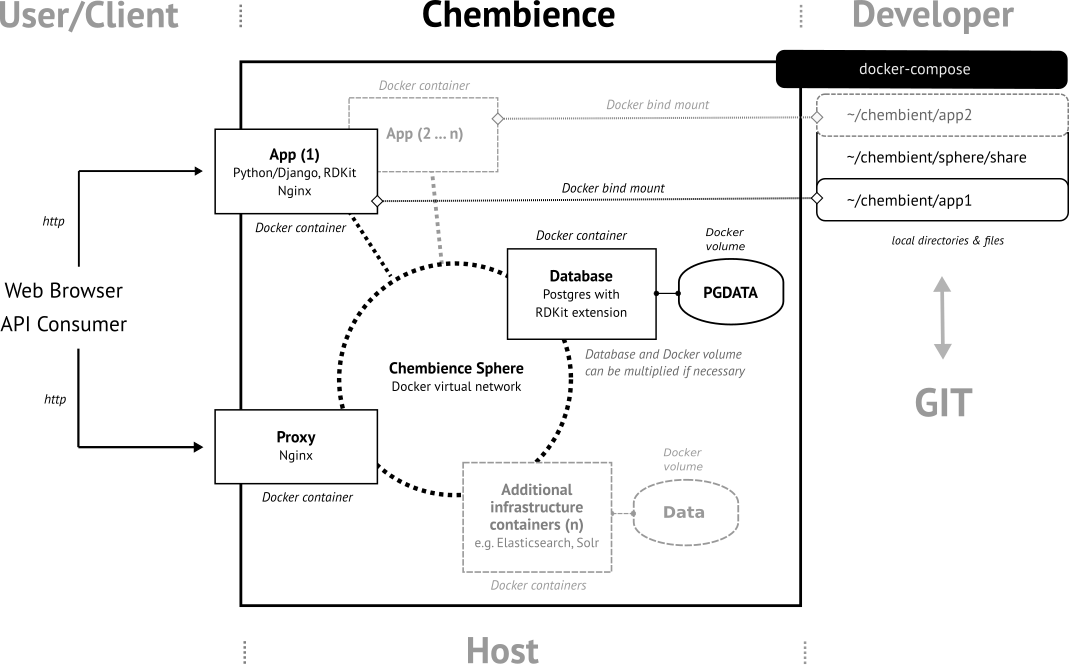 User/Client
Chembience
Developer
docker-compose
Docker container
App (2 ... n)
Docker bind mount
~/chembient/app2
App (1)
Python/Django, RDKit
Nginx
Docker container
Docker bind mount
~/chembient/sphere/share
~/chembient/app1
local directories & files
http
Web Browser
API Consumer
http
Docker container
Database
Postgres with
RDKit extension
Docker
volume
PGDATA
Database and Docker volume
can be multiplied if necessary
Chembience Sphere
Docker virtual network
GIT
Proxy
Nginx
Docker container
Additional
infrastructure
containers (n)
e.g. Elasticsearch, Solr
Docker containers
Docker
volume
Data
Host